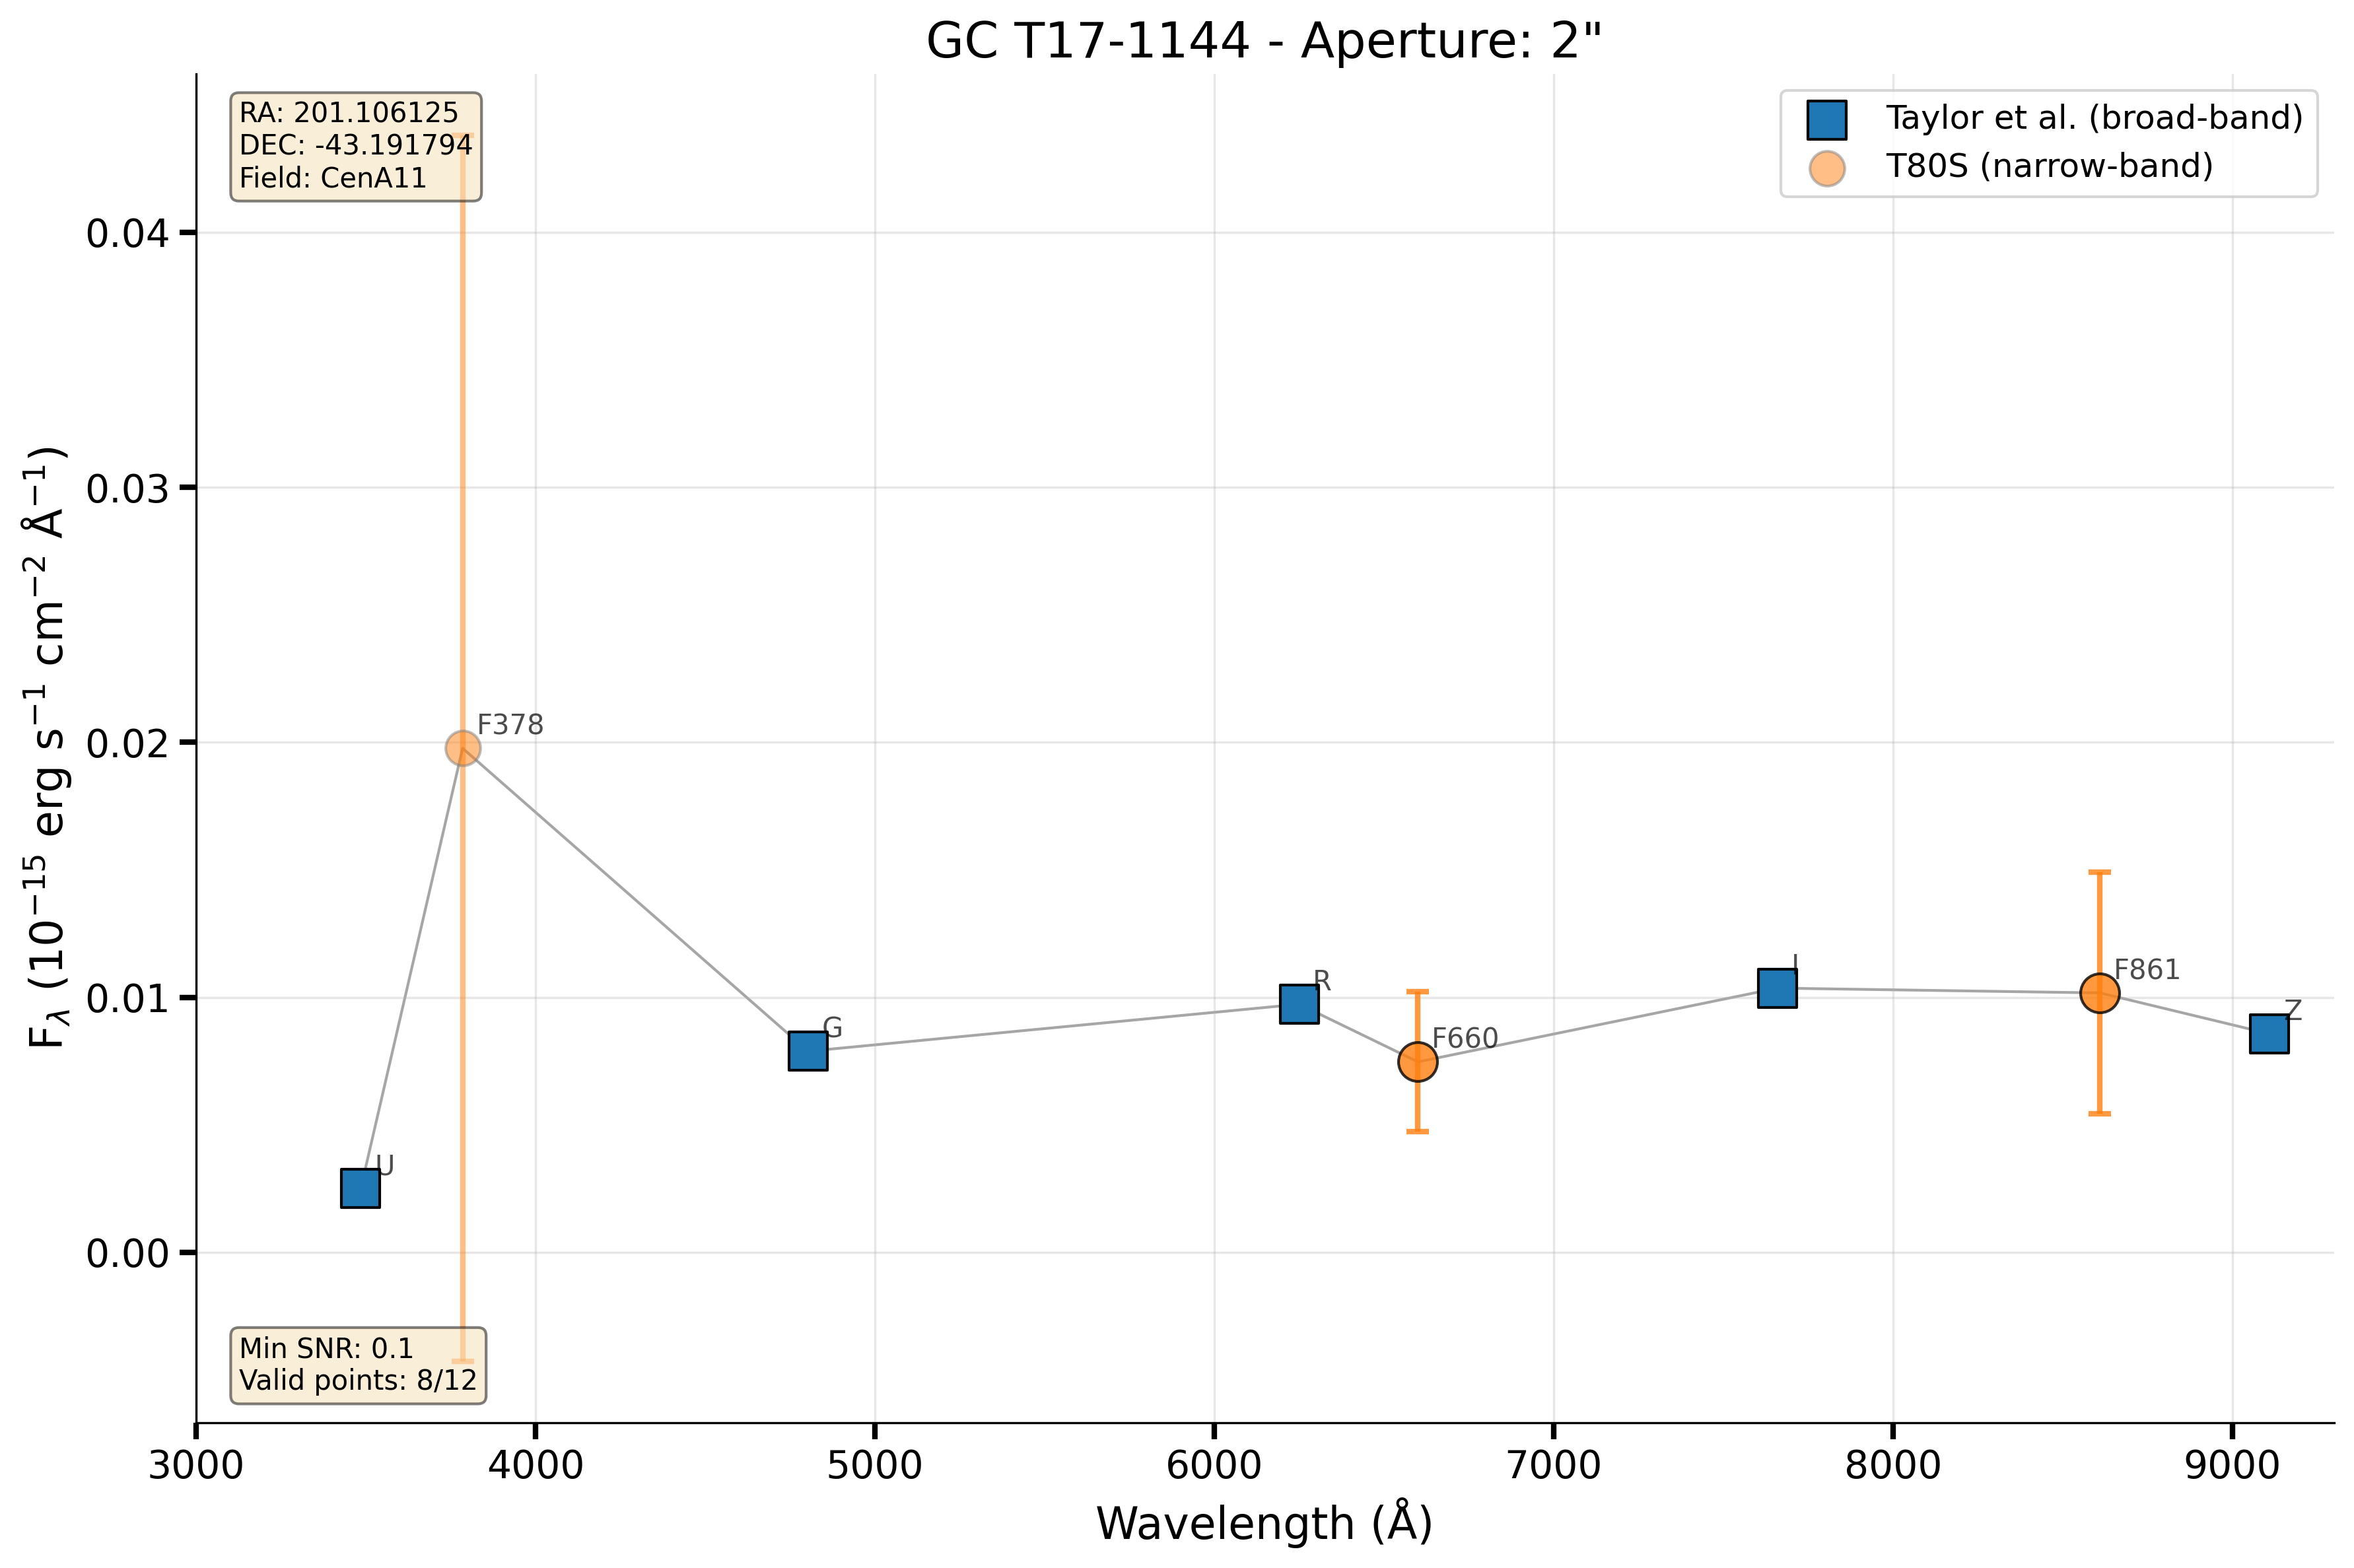 GC T17-1144 - Aperture: 2"
RA: 201.106125
DEC: -43.191794
Field: CenA11
Taylor et al. (broad-band)
T80S (narrow-band)
F$_{\lambda}$ (10$^{-15}$ erg s$^{-1}$ cm$^{-2}$ Å$^{-1}$)
0.04
0.03
0.02
0.01
0.00
F378
U
G
R
F660
I
F861
Z
Min SNR: 0.1
Valid points: 8/12
3000 4000 5000 6000 7000 8000 9000
Wavelength (Å)